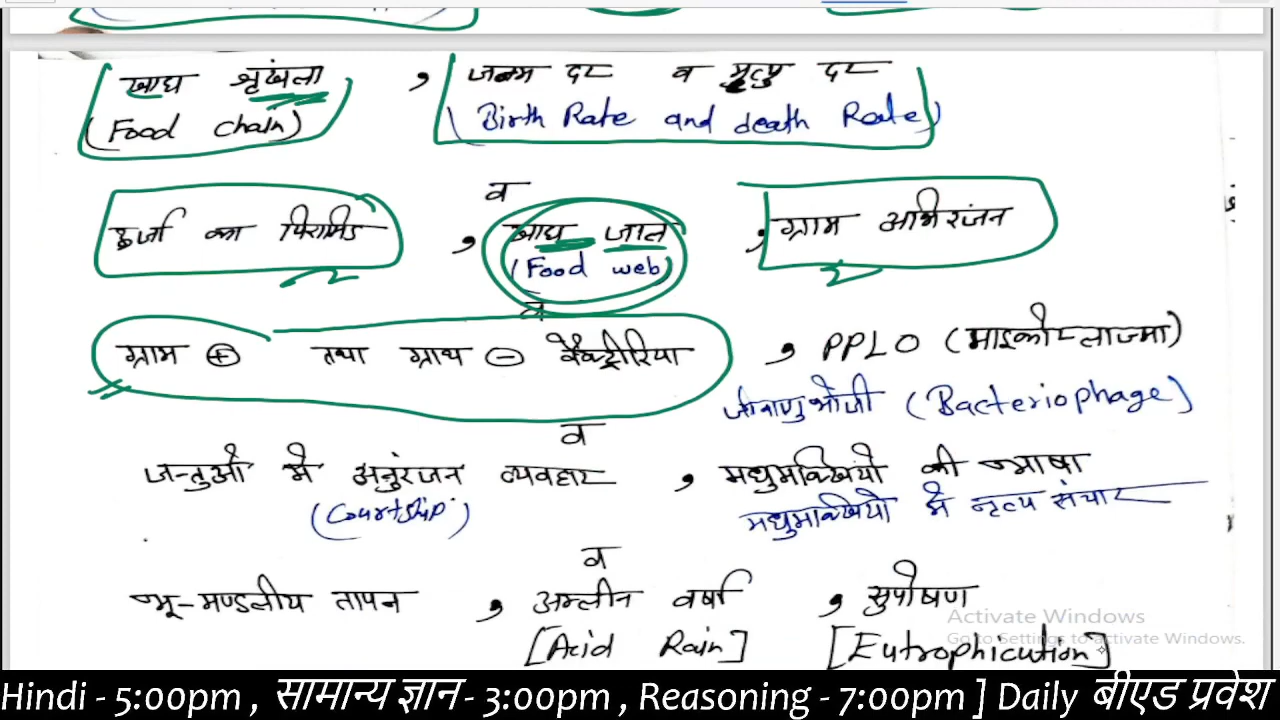 खाद्य श्रृंखला , जन्म दर व मृत्यु दर
(Food Chain) (Birth Rate and death Rate)
व
ऊर्जा का पिरामिड , खाद्य जाल , ग्राम अभिरंजन
(Food web)
व
ग्राम ⊕ तथा ग्राम ⊖ बैक्टीरिया , PPLO (माइकोप्लाज्मा)
जीवाणुभोजी (Bacteriophage)
व
जन्तुओ मे अनुरंजन व्यवहार , मधुमक्खियो की भाषा
(Courtship) मधुमक्खियो मे नृत्य संचार
व
भू-मण्डलीय तापन , अम्लीन वर्षा , सुपोषण
Activate Windows
Go to Settings to activate Windows.
[Acid Rain] [Eutrophicution]
Hindi - 5:00pm , सामान्य ज्ञान - 3:00pm , Reasoning - 7:00pm ] Daily बीएड प्रवेश